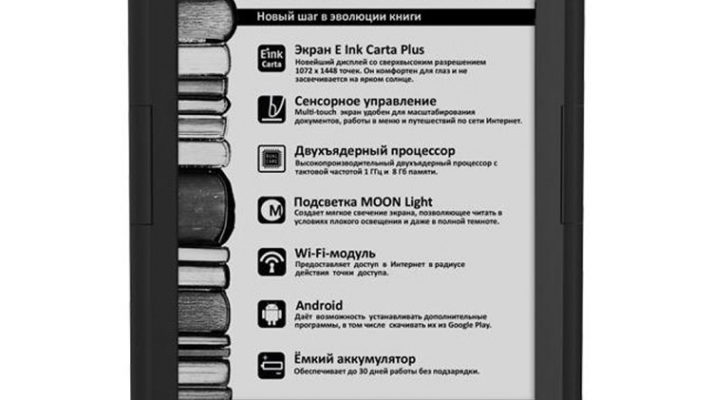 Новый шаг в эволюции книги
E'ink
Carta
Экран E Ink Carta Plus
Новейший дисплей со сверхвысоким разрешением
1072 x 1448 точек. Он комфортен для глаз и не
засвечивается на ярком солнце.
Сенсорное управление
Multi-touch экран удобен для масштабирования
документов, работы в меню и путешествий по сети Интернет.
DUAL
CORE
Двухъядерный процессор
Высокопроизводительный двухъядерный процессор с
тактовой частотой 1 ГГц и 8 Гб памяти.
M
Подсветка MOON Light
Создает мягкое свечение экрана, позволяющее читать в
условиях плохого освещения и даже в полной темноте.
Wi-Fi-модуль
Предоставляет доступ в Интернет в радиусе
действия точки доступа.
Android
Даёт возможность устанавливать дополнительные
программы, в том числе скачивать их из Google Play.
Ёмкий аккумулятор
Обеспечивает до 30 дней работы без подзарядки.